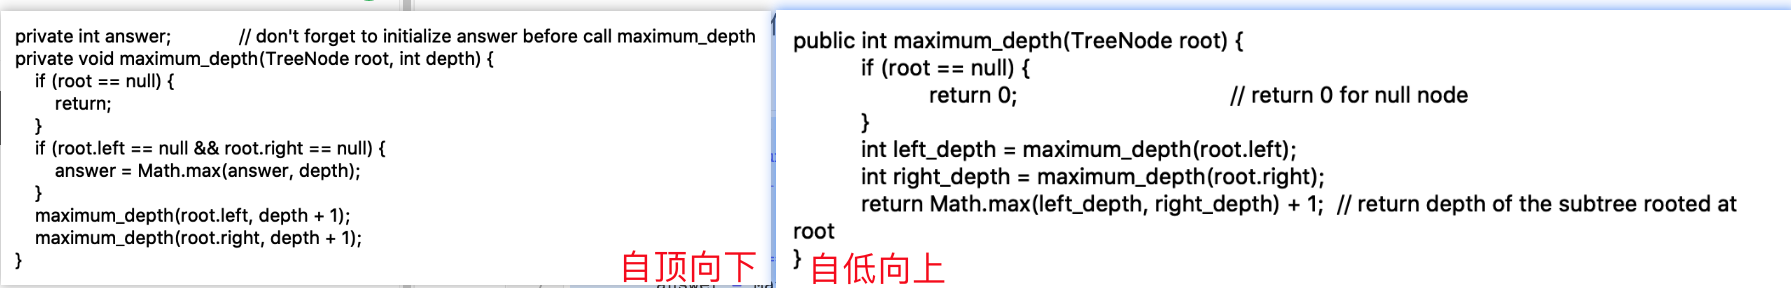 private int answer; // don't forget to initialize answer before call maximum_depth
private void maximum_depth(TreeNode root, int depth) {
if (root == null) {
return;
}
if (root.left == null && root.right == null) {
answer = Math.max(answer, depth);
}
maximum_depth(root.left, depth + 1);
maximum_depth(root.right, depth + 1);
}
自顶向下
public int maximum_depth(TreeNode root) {
if (root == null) {
return 0; // return 0 for null node
}
int left_depth = maximum_depth(root.left);
int right_depth = maximum_depth(root.right);
return Math.max(left_depth, right_depth) + 1; // return depth of the subtree rooted at
root
}
自低向上